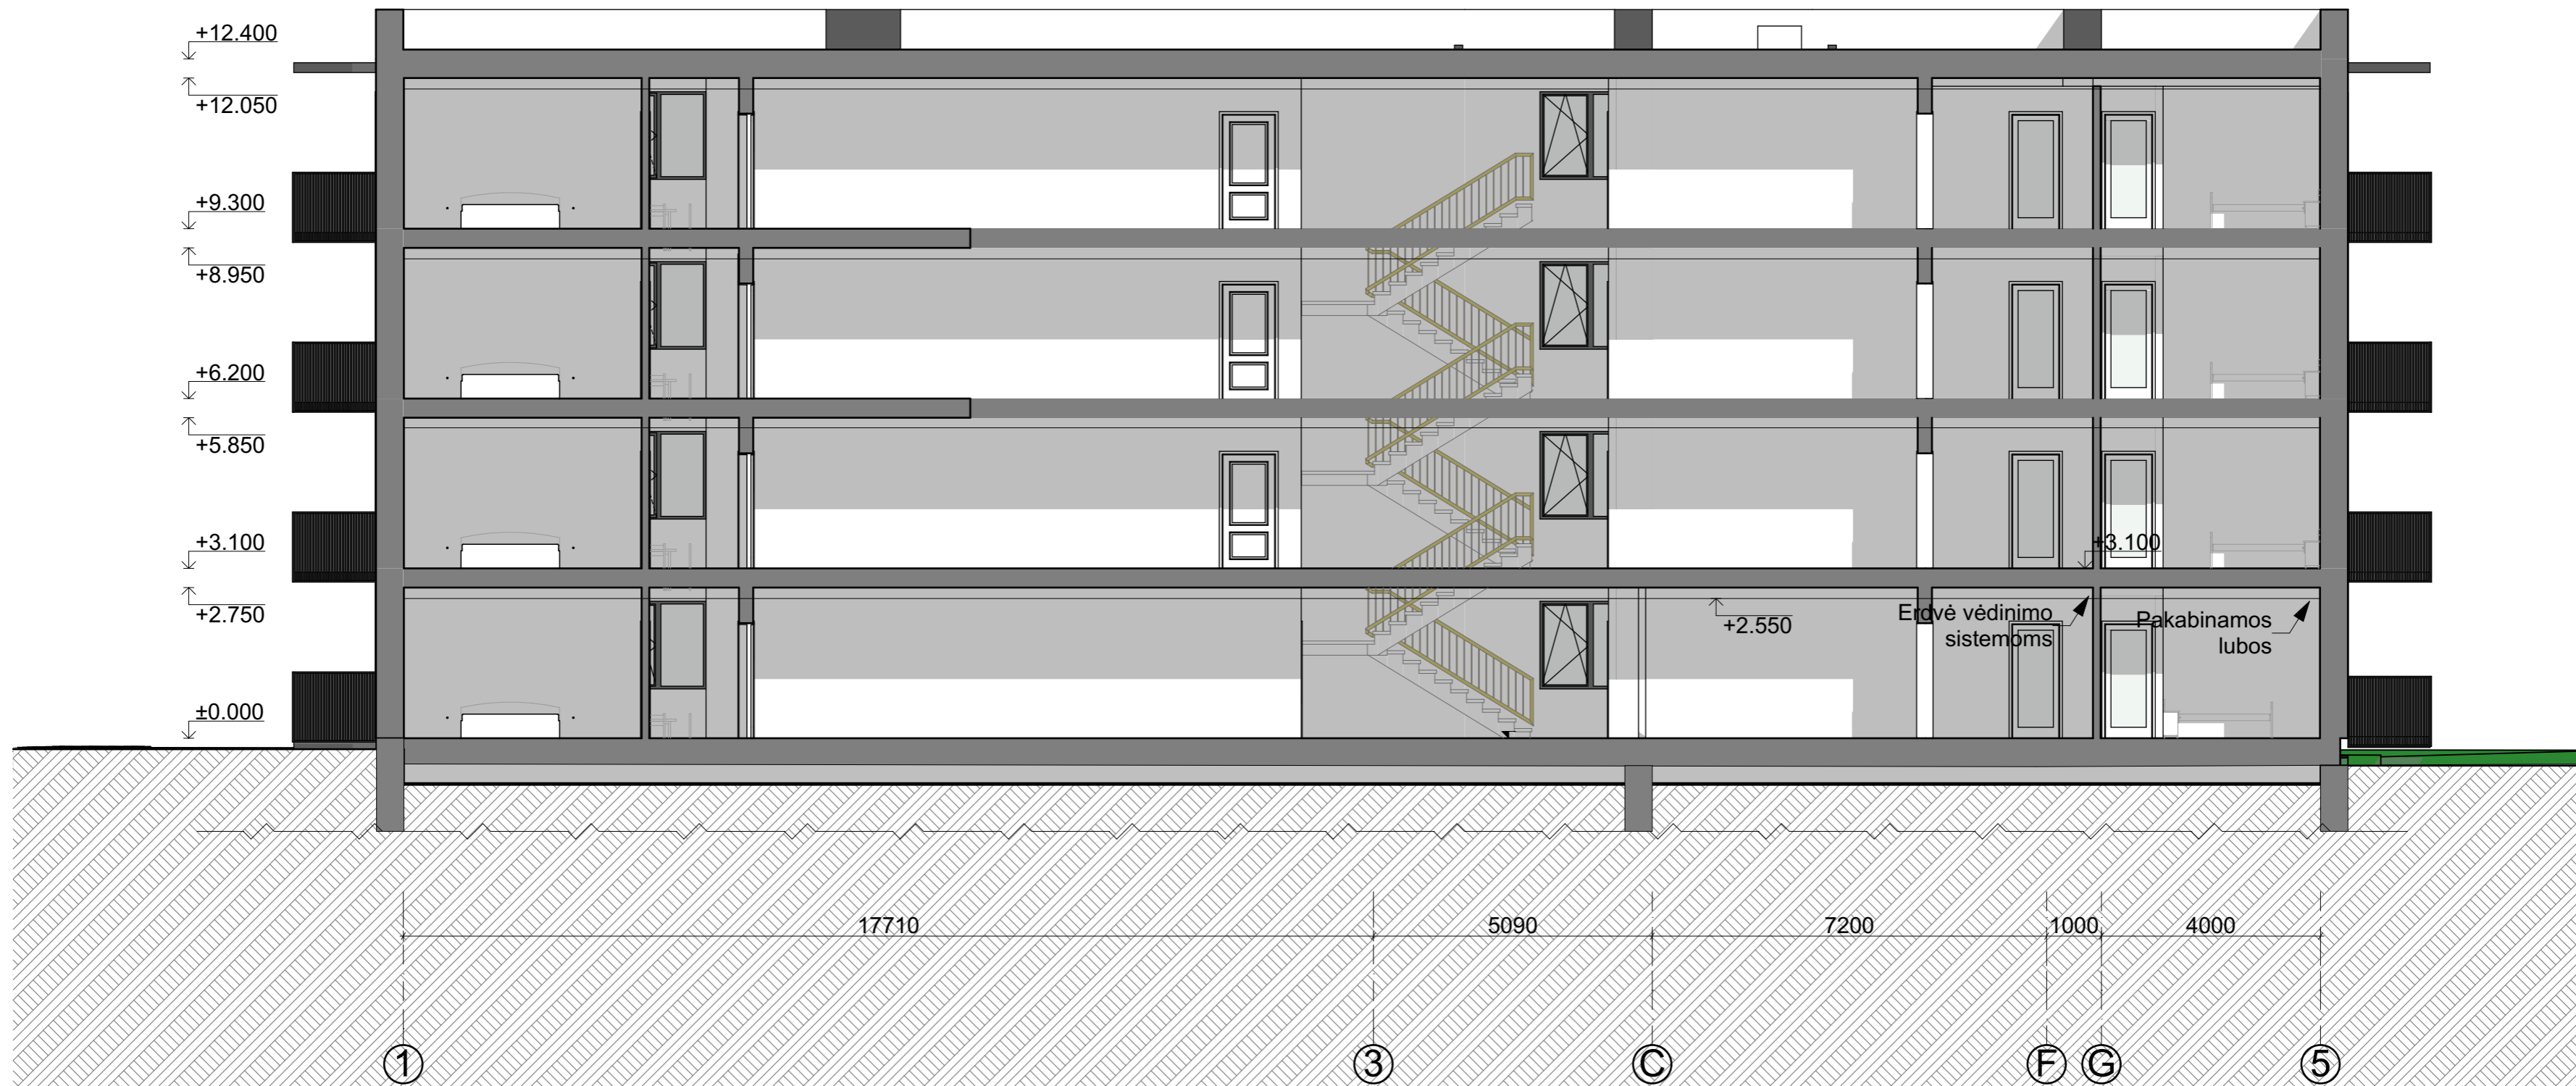 +12.400
+12.050
+9.300
+8.950
+6.200
+5.850
+3.100
+3.100
+2.750
Erdvė vėdinimo
sistemoms
Pakabinamos
lubos
+2.550
±0.000
17710
5090
7200
1000
4000
1
3
C
F
G
5